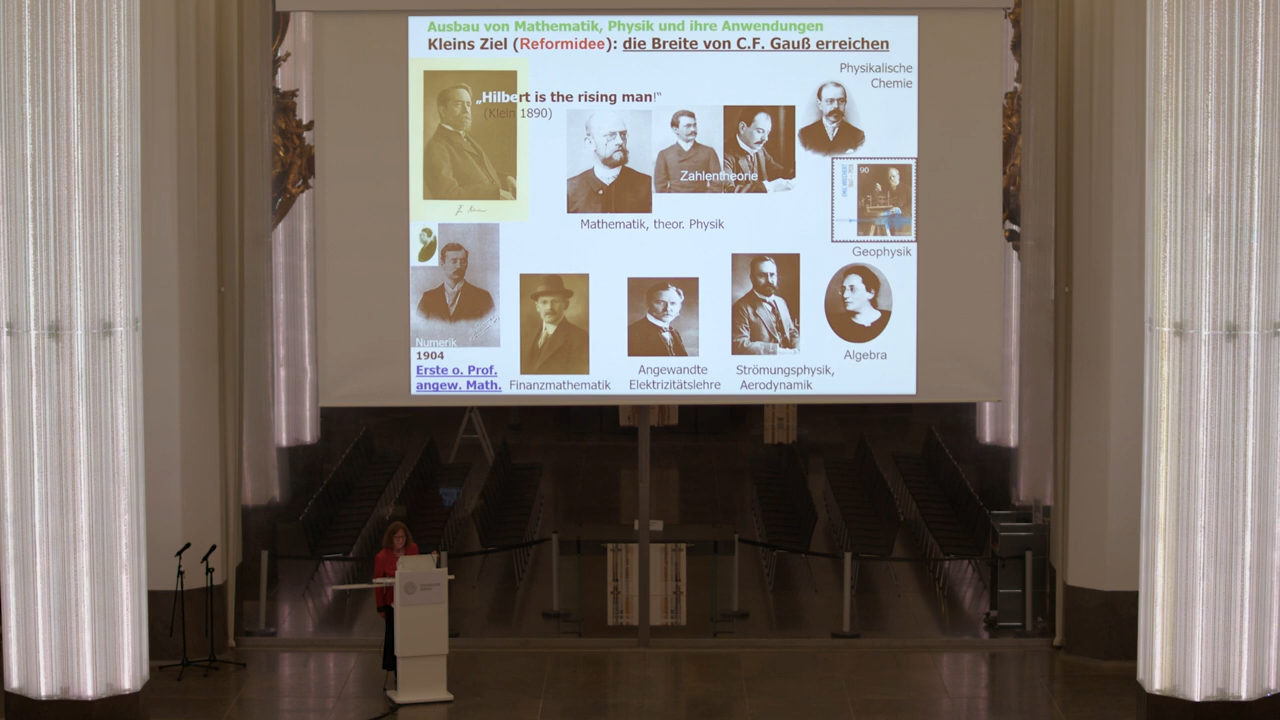 Ausbau von Mathematik, Physik und ihre Anwendungen
Kleins Ziel (Reformidee): die Breite von C.F. Gauß erreichen
Physikalische
Chemie
„Hilbert is the rising man!“
(Klein 1890)
Zahlentheorie
90
Mathematik, theor. Physik
Geophysik
Numerik
1904
Erste o. Prof.
angew. Math.
Finanzmathematik
Angewandte
Elektrizitätslehre
Strömungsphysik,
Aerodynamik
Algebra